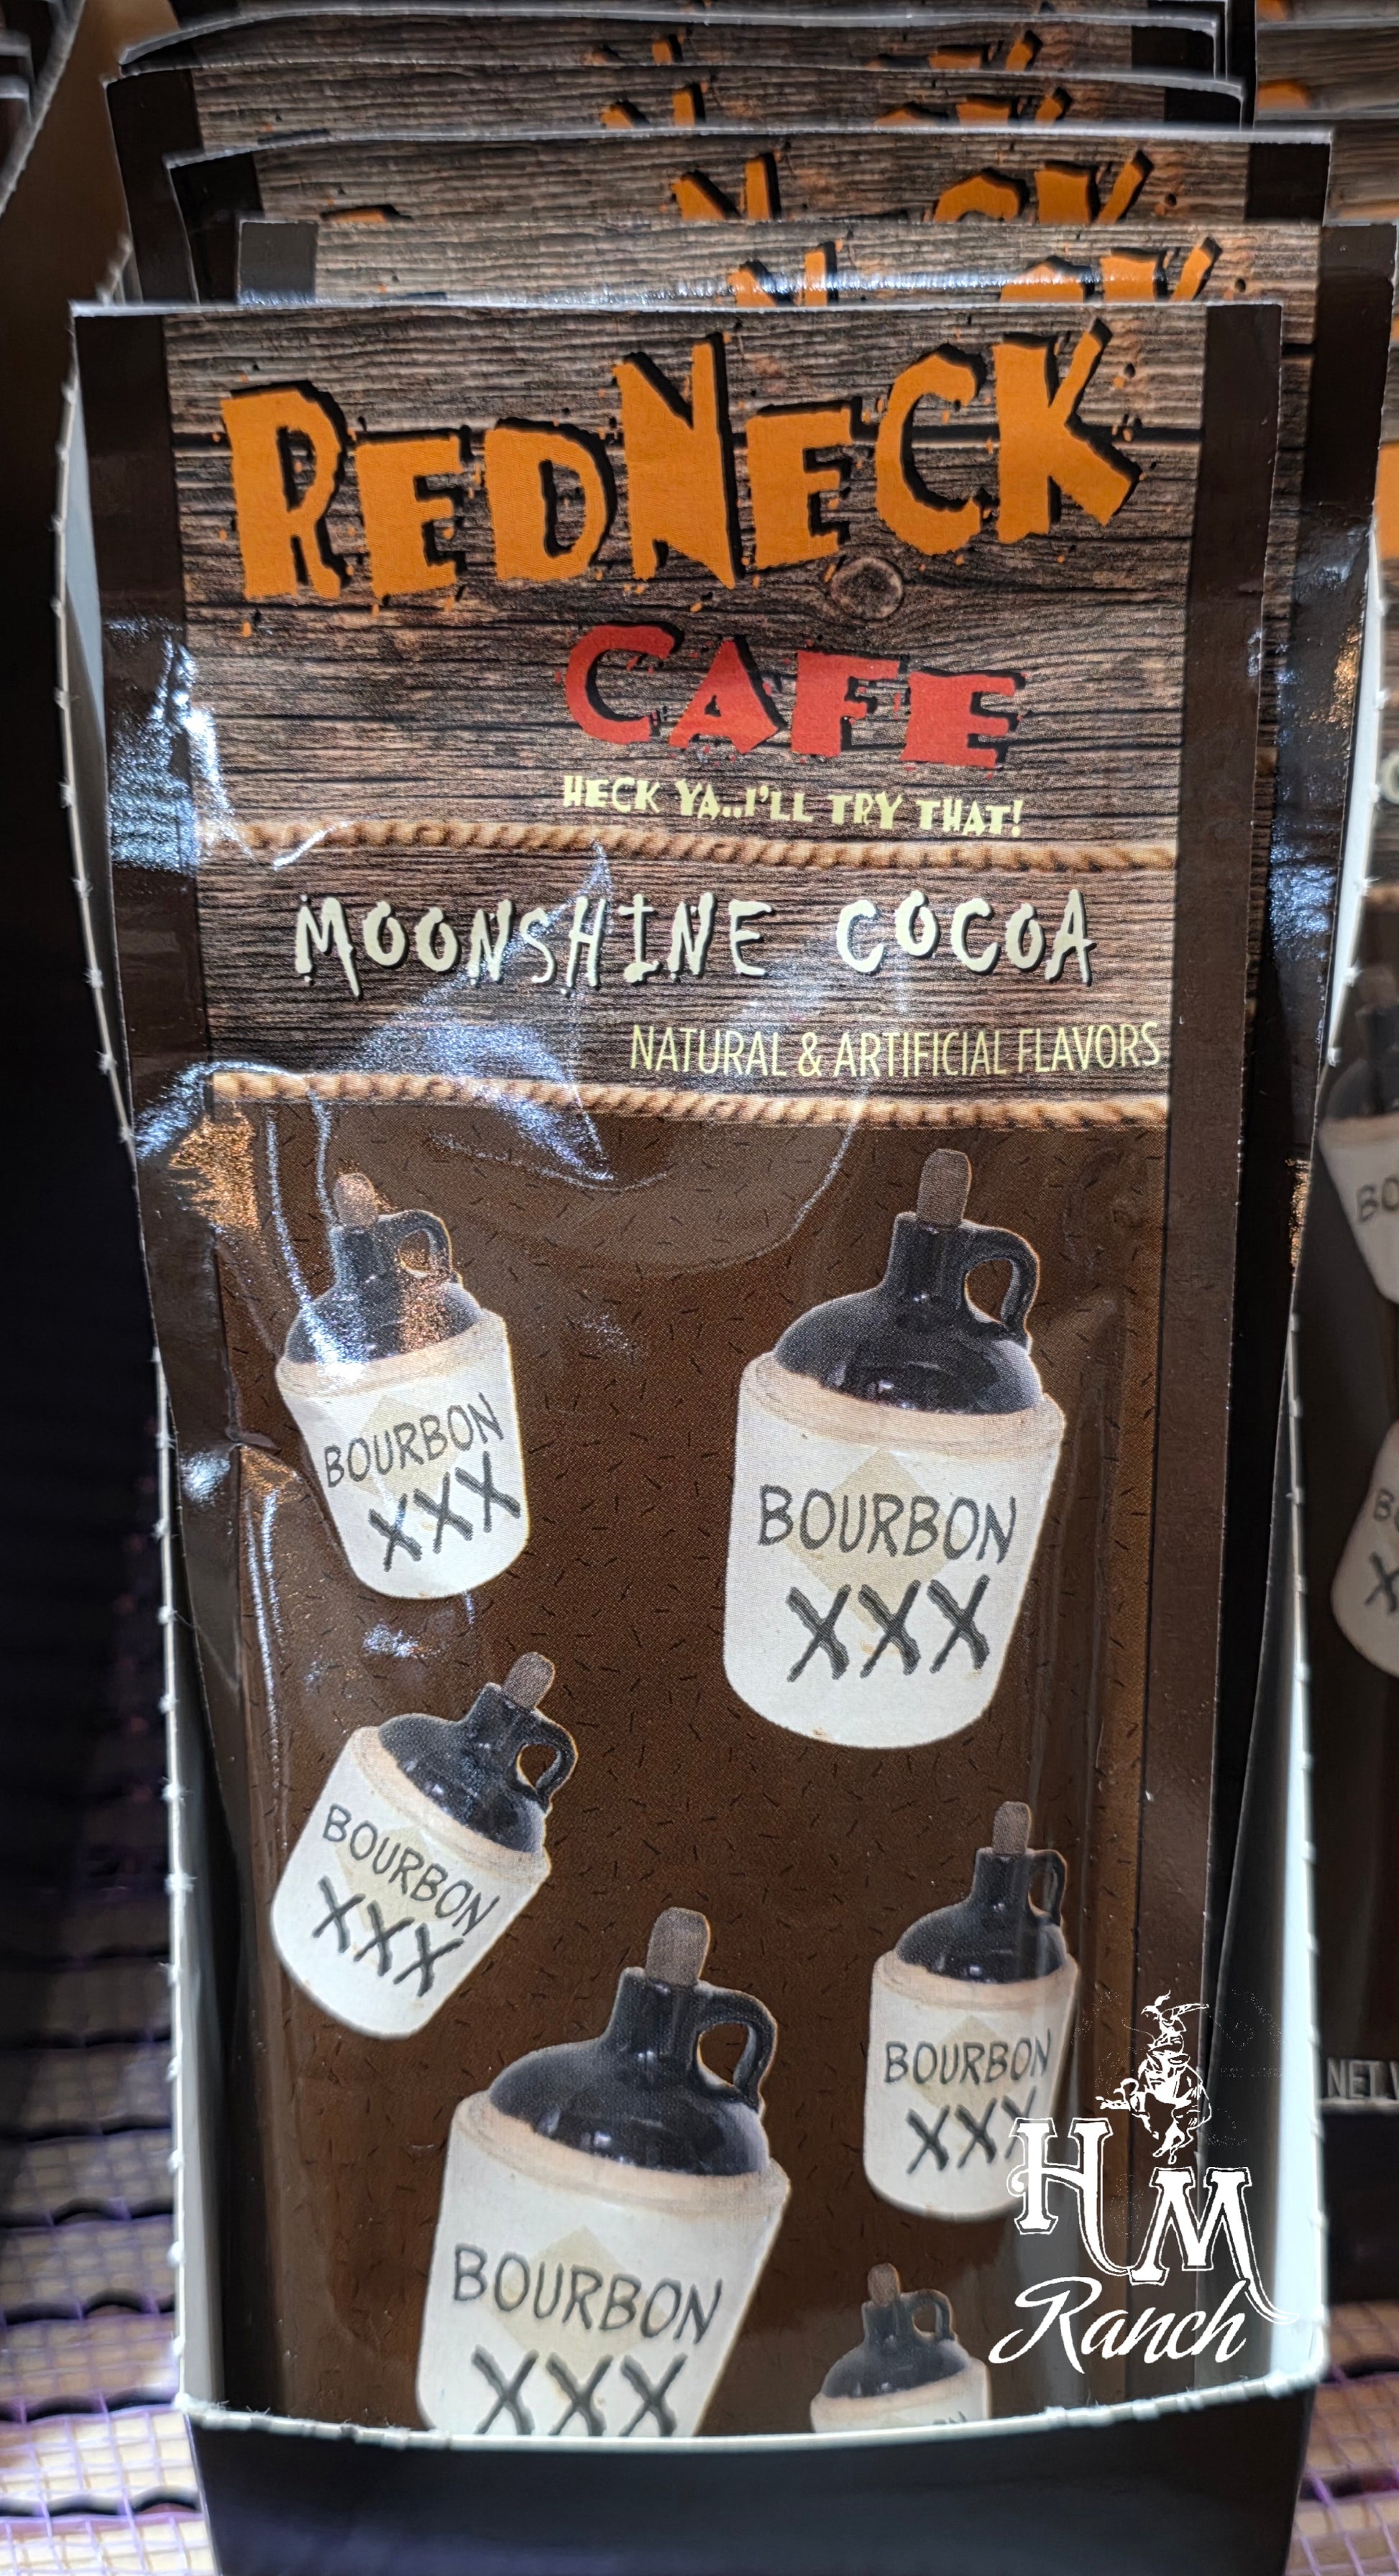 REDNECK
CAFE
HECK YA..I'LL TRY THAT!
MOONSHINE COCOA
NATURAL & ARTIFICIAL FLAVORS
BOURBON
XXX
BOURBON
XXX
BOURBON
XXX
BOURBON
XXX
BOURBON
XXX
HM
Ranch
NET